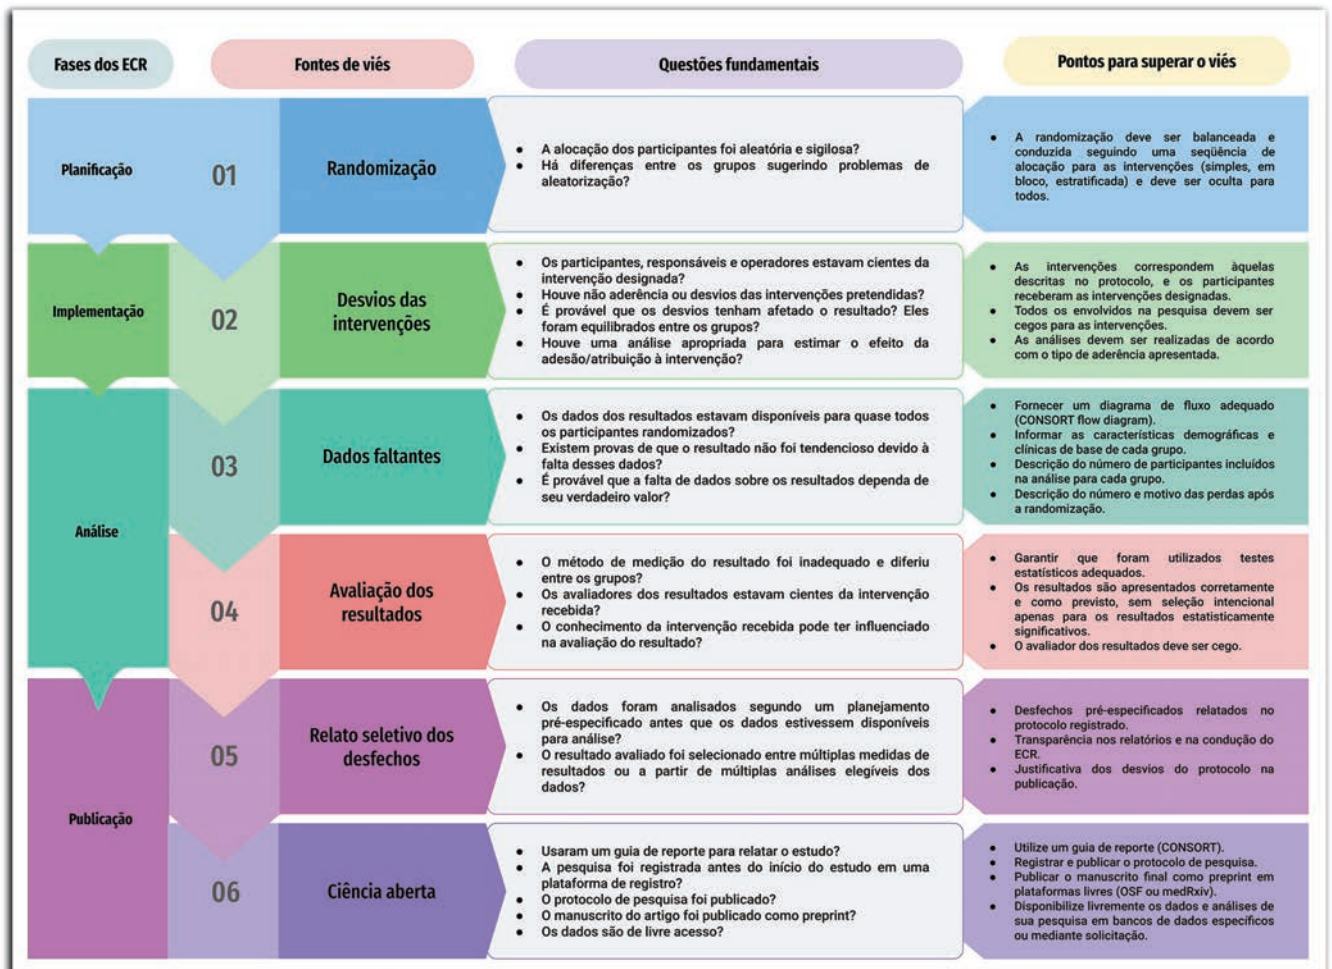 Fases dos ECR
Fontes de viés
Questões fundamentais
Pontos para superar o viés
Planificação
01
Randomização
● A alocação dos participantes foi aleatória e sigilosa?
● Há diferenças entre os grupos sugerindo problemas de
aleatorização?
● A randomização deve ser balanceada e
conduzida seguindo uma seqüência de
alocação para as intervenções (simples, em
bloco, estratificada) e deve ser oculta para
todos.
Implementação
02
Desvios das
intervenções
● Os participantes, responsáveis e operadores estavam cientes da
intervenção designada?
● Houve não aderência ou desvios das intervenções pretendidas?
● É provável que os desvios tenham afetado o resultado? Eles
foram equilibrados entre os grupos?
● Houve uma análise apropriada para estimar o efeito da
adesão/atribuição à intervenção?
● As intervenções correspondem àquelas
descritas no protocolo, e os participantes
receberam as intervenções designadas.
● Todos os envolvidos na pesquisa devem ser
cegos para as intervenções.
● As análises devem ser realizadas de acordo
com o tipo de aderência apresentada.
Análise
03
Dados faltantes
● Os dados dos resultados estavam disponíveis para quase todos
os participantes randomizados?
● Existem provas de que o resultado não foi tendencioso devido à
falta desses dados?
● É provável que a falta de dados sobre os resultados dependa de
seu verdadeiro valor?
● Fornecer um diagrama de fluxo adequado
(CONSORT flow diagram).
● Informar as características demográficas e
clínicas de base de cada grupo.
● Descrição do número de participantes incluídos
na análise para cada grupo.
● Descrição do número e motivo das perdas após
a randomização.
04
Avaliação dos
resultados
● O método de medição do resultado foi inadequado e diferiu
entre os grupos?
● Os avaliadores dos resultados estavam cientes da intervenção
recebida?
● O conhecimento da intervenção recebida pode ter influenciado
na avaliação do resultado?
● Garantir que foram utilizados testes
estatísticos adequados.
● Os resultados são apresentados corretamente
e como previsto, sem seleção intencional
apenas para os resultados estatisticamente
significativos.
● O avaliador dos resultados deve ser cego.
Publicação
05
Relato seletivo dos
desfechos
● Os dados foram analisados segundo um planejamento
pré-especificado antes que os dados estivessem disponíveis
para análise?
● O resultado avaliado foi selecionado entre múltiplas medidas de
resultados ou a partir de múltiplas análises elegíveis dos
dados?
● Desfechos pré-especificados relatados no
protocolo registrado.
● Transparência nos relatórios e na condução do
ECR.
● Justificativa dos desvios do protocolo na
publicação.
06
Ciência aberta
● Usaram um guia de reporte para relatar o estudo?
● A pesquisa foi registrada antes do início do estudo em uma
plataforma de registro?
● O protocolo de pesquisa foi publicado?
● O manuscrito do artigo foi publicado como preprint?
● Os dados são de livre acesso?
● Utilize um guia de reporte (CONSORT).
● Registrar e publicar o protocolo de pesquisa.
● Publicar o manuscrito final como preprint em
plataformas livres (OSF ou medRxiv).
● Disponibilize livremente os dados e análises de
sua pesquisa em bancos de dados específicos
ou mediante solicitação.